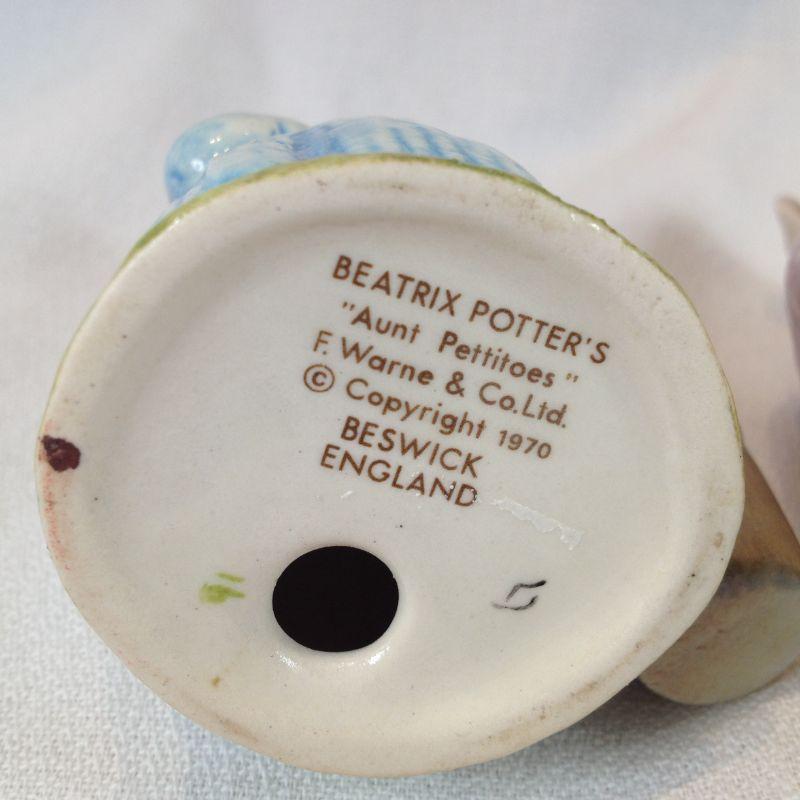 BEATRIX POTTER'S
"Aunt Pettitoes"
F. Warne & Co.Ltd.
© Copyright 1970
BESWICK
ENGLAND